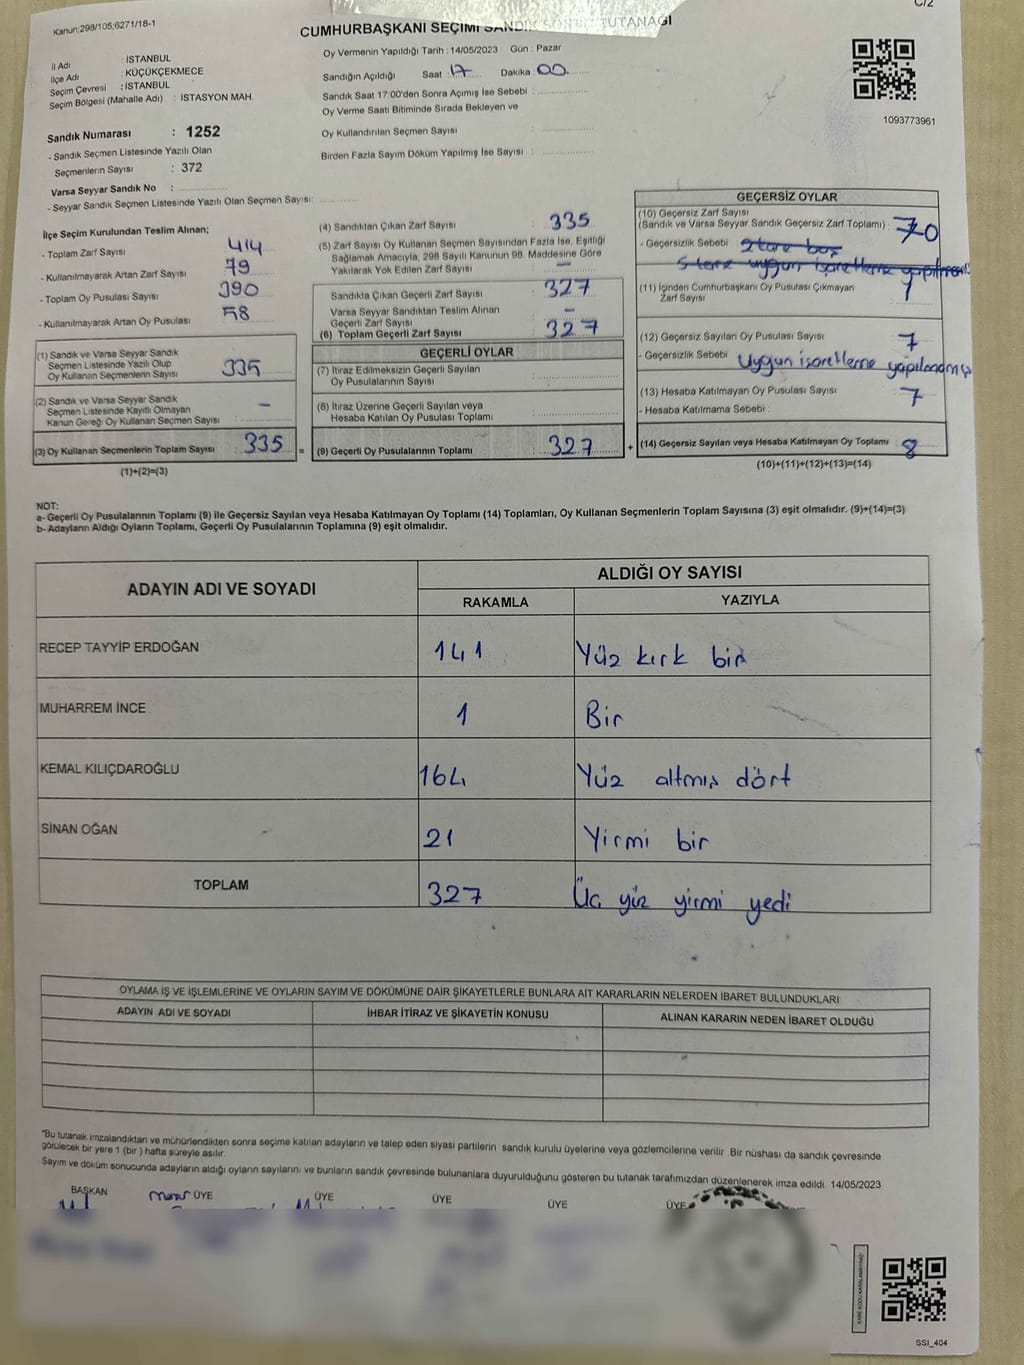 C/2
Kanun;298/105;6271/18-1
CUMHURBAŞKANI SEÇİMİ SANDIK SONUÇ TUTANAĞI
İl Adı : İSTANBUL
İlçe Adı : KÜÇÜKÇEKMECE
Seçim Çevresi : İSTANBUL
Seçim Bölgesi (Mahalle Adı) : İSTASYON MAH.
Oy Vermenin Yapıldığı Tarih : 14/05/2023 Gün : Pazar
Sandığın Açıldığı Saat : 17 Dakika : 00
Sandık Saat 17:00'den Sonra Açımış İse Sebebi :
Oy Verme Saati Bitiminde Sırada Bekleyen ve
Oy Kullandırılan Seçmen Sayısı :
Birden Fazla Sayım Döküm Yapılmış İse Sayısı :
1093773961
Sandık Numarası : 1252
- Sandık Seçmen Listesinde Yazılı Olan
Seçmenlerin Sayısı : 372
Varsa Seyyar Sandık No :
- Seyyar Sandık Seçmen Listesinde Yazılı Olan Seçmen Sayısı:
İlçe Seçim Kurulundan Teslim Alınan;
- Toplam Zarf Sayısı 414
- Kullanılmayarak Artan Zarf Sayısı 79
- Toplam Oy Pusulası Sayısı 390
- Kullanılmayarak Artan Oy Pusulası 58
(1) Sandık ve Varsa Seyyar Sandık
Seçmen Listesinde Yazılı Olup
Oy Kullanan Seçmenlerin Sayısı 335
(2) Sandık ve Varsa Seyyar Sandık
Seçmen Listesinde Kayıtlı Olmayan
Kanun Gereği Oy Kullanan Seçmen Sayısı : -
(3) Oy Kullanan Seçmenlerin Toplam Sayısı : 335 =
(1)+(2)=(3)
(4) Sandıktan Çıkan Zarf Sayısı : 335
(5) Zarf Sayısı Oy Kullanan Seçmen Sayısından Fazla İse, Eşitliği
Sağlamak Amacıyla, 298 Sayılı Kanunun 98. Maddesine Göre
Yakılarak Yok Edilen Zarf Sayısı : -
Sandıkta Çıkan Geçerli Zarf Sayısı : 327
Varsa Seyyar Sandıktan Teslim Alınan
Geçerli Zarf Sayısı : -
(6) Toplam Geçerli Zarf Sayısı : 327
GEÇERLİ OYLAR
(7) İtiraz Edilmeksizin Geçerli Sayılan
Oy Pusulalarının Sayısı :
(8) İtiraz Üzerine Geçerli Sayılan veya
Hesaba Katılan Oy Pusulası Toplamı :
(9) Geçerli Oy Pusulalarının Toplamı : 327 +
GEÇERSİZ OYLAR
(10) Geçersiz Zarf Sayısı
(Sandık ve Varsa Seyyar Sandık Geçersiz Zarf Toplamı) :
- Geçersizlik Sebebi
(11) İçinden Cumhurbaşkanı Oy Pusulası Çıkmayan
Zarf Sayısı : 1
(12) Geçersiz Sayılan Oy Pusulası Sayısı : 7
- Geçersizlik Sebebi Uygun işaretleme yapılmamış
(13) Hesaba Katılmayan Oy Pusulası Sayısı : 7
- Hesaba Katılmama Sebebi :
(14) Geçersiz Sayılan veya Hesaba Katılmayan Oy Toplamı : 8
(10)+(11)+(12)+(13)=(14)
NOT:
a- Geçerli Oy Pusulalarının Toplamı (9) ile Geçersiz Sayılan veya Hesaba Katılmayan Oy Toplamı (14) Toplamları, Oy Kullanan Seçmenlerin Toplam Sayısına (3) eşit olmalıdır. (9)+(14)=(3)
b- Adayların Aldığı Oyların Toplamı, Geçerli Oy Pusulalarının Toplamına (9) eşit olmalıdır.
ADAYIN ADI VE SOYADI ALDIĞI OY SAYISI
RAKAMLA YAZIYLA
RECEP TAYYİP ERDOĞAN 141 Yüz kırk bir
MUHARREM İNCE 1 Bir
KEMAL KILIÇDAROĞLU 164 Yüz altmış dört
SİNAN OĞAN 21 Yirmi bir
TOPLAM 327 Üç yüz yirmi yedi
OYLAMA İŞ VE İŞLEMLERİNE VE OYLARIN SAYIM VE DÖKÜMÜNE DAİR ŞİKAYETLERLE BUNLARA AİT KARARLARIN NELERDEN İBARET BULUNDUKLARI
ADAYIN ADI VE SOYADI İHBAR İTİRAZ VE ŞİKAYETİN KONUSU ALINAN KARARIN NEDEN İBARET OLDUĞU
"Bu tutanak imzalandıktan ve mühürlendikten sonra seçime katılan adayların ve talep eden siyasi partilerin sandık kurulu üyelerine veya gözlemcilerine verilir. Bir nüshası da sandık çevresinde
görülecek bir yere 1 (bir ) hafta süreyle asılır.
Sayım ve döküm sonucunda adayların aldığı oyların sayılarını ve bunların sandık çevresinde bulunanlara duyurulduğunu gösteren bu tutanak tarafımızdan düzenlenerek imza edildi. 14/05/2023
BAŞKAN ÜYE ÜYE ÜYE ÜYE ÜYE
KARE KODU KARALAMAYINIZ!
SSI_404